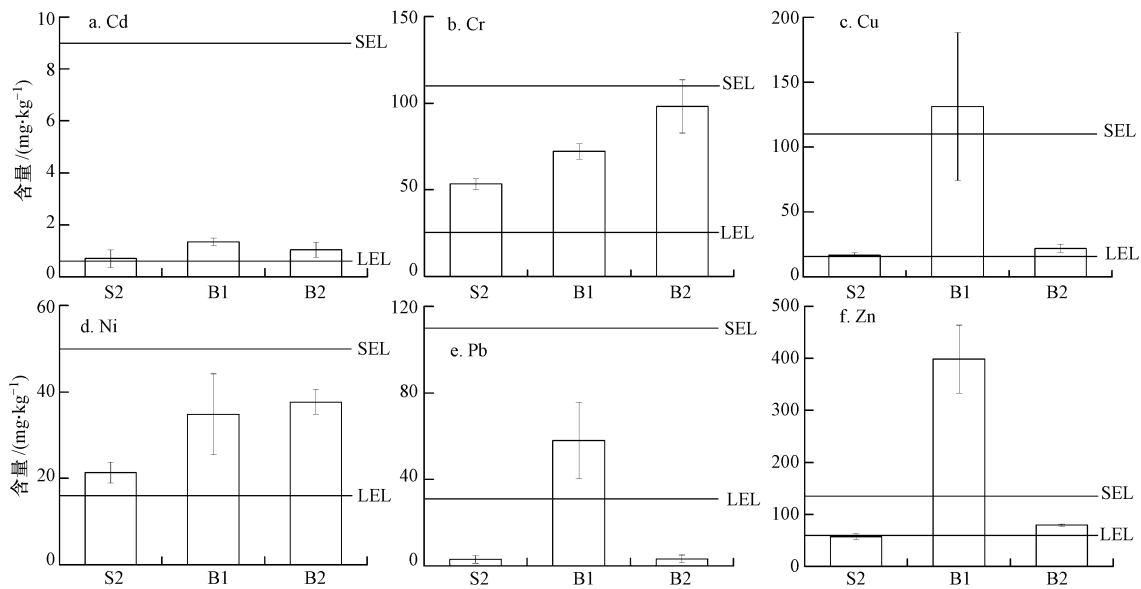 a. Cd
10
8
6
4
2
0
含量 /(mg·kg⁻¹)
SEL
LEL
S2 B1 B2
b. Cr
150
100
50
0
SEL
LEL
S2 B1 B2
c. Cu
200
150
100
50
0
SEL
LEL
S2 B1 B2
d. Ni
60
40
20
0
含量 /(mg·kg⁻¹)
SEL
LEL
S2 B1 B2
e. Pb
120
80
40
0
SEL
LEL
S2 B1 B2
f. Zn
500
400
300
200
100
0
SEL
LEL
S2 B1 B2